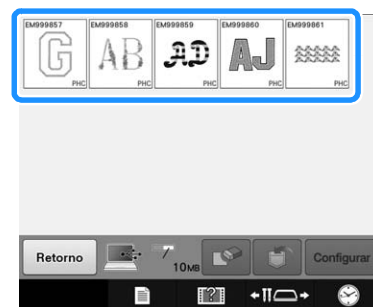 EM999857 EM999858 EM999859 EM999860 EM999861
G AB AD AJ
PHC PHC PHC PHC PHC
Retorno 10MB Configurar